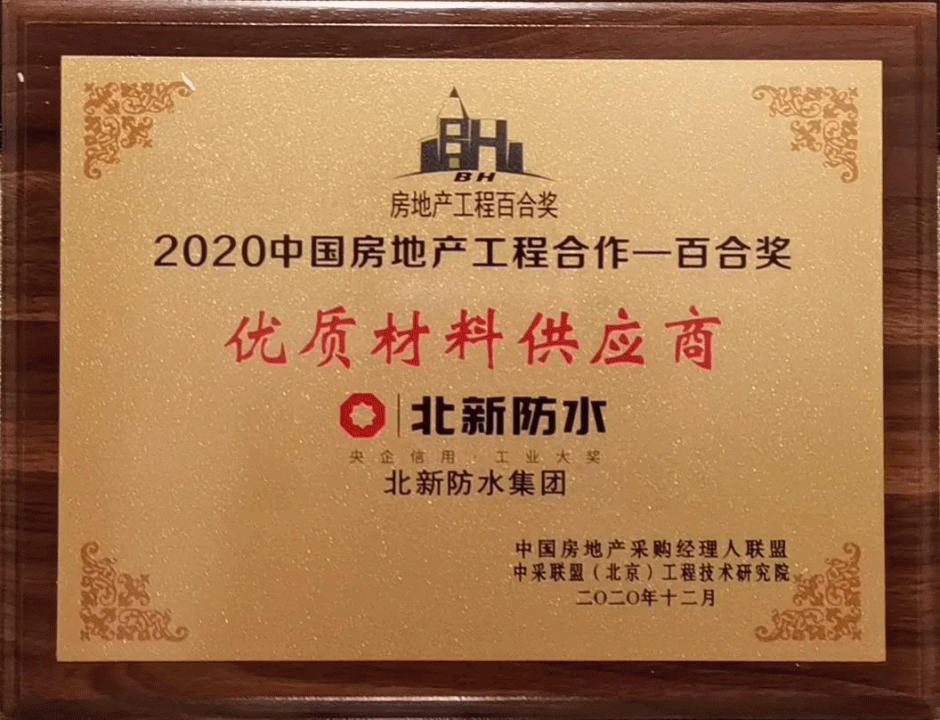 BH
BH
房地产工程百合奖
2020中国房地产工程合作—百合奖
优质材料供应商
北新防水
央企信用·工业大奖
北新防水集团
中国房地产采购经理人联盟
中采联盟（北京）工程技术研究院
二〇二〇年十二月